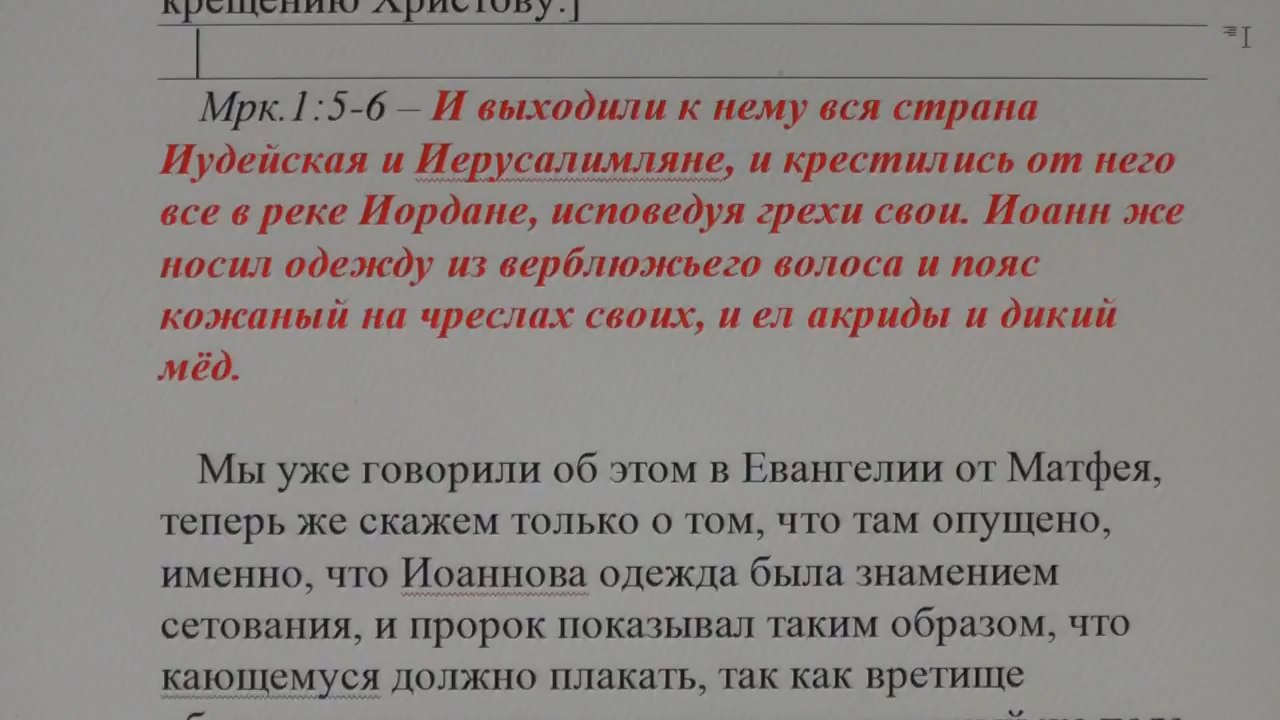 крещению Христову.]
Мрк.1:5-6 – И выходили к нему вся страна
Иудейская и Иерусалимляне, и крестились от него
все в реке Иордане, исповедуя грехи свои. Иоанн же
носил одежду из верблюжьего волоса и пояс
кожаный на чреслах своих, и ел акриды и дикий
мёд.
Мы уже говорили об этом в Евангелии от Матфея,
теперь же скажем только о том, что там опущено,
именно, что Иоаннова одежда была знамением
сетования, и пророк показывал таким образом, что
кающемуся должно плакать, так как вретище